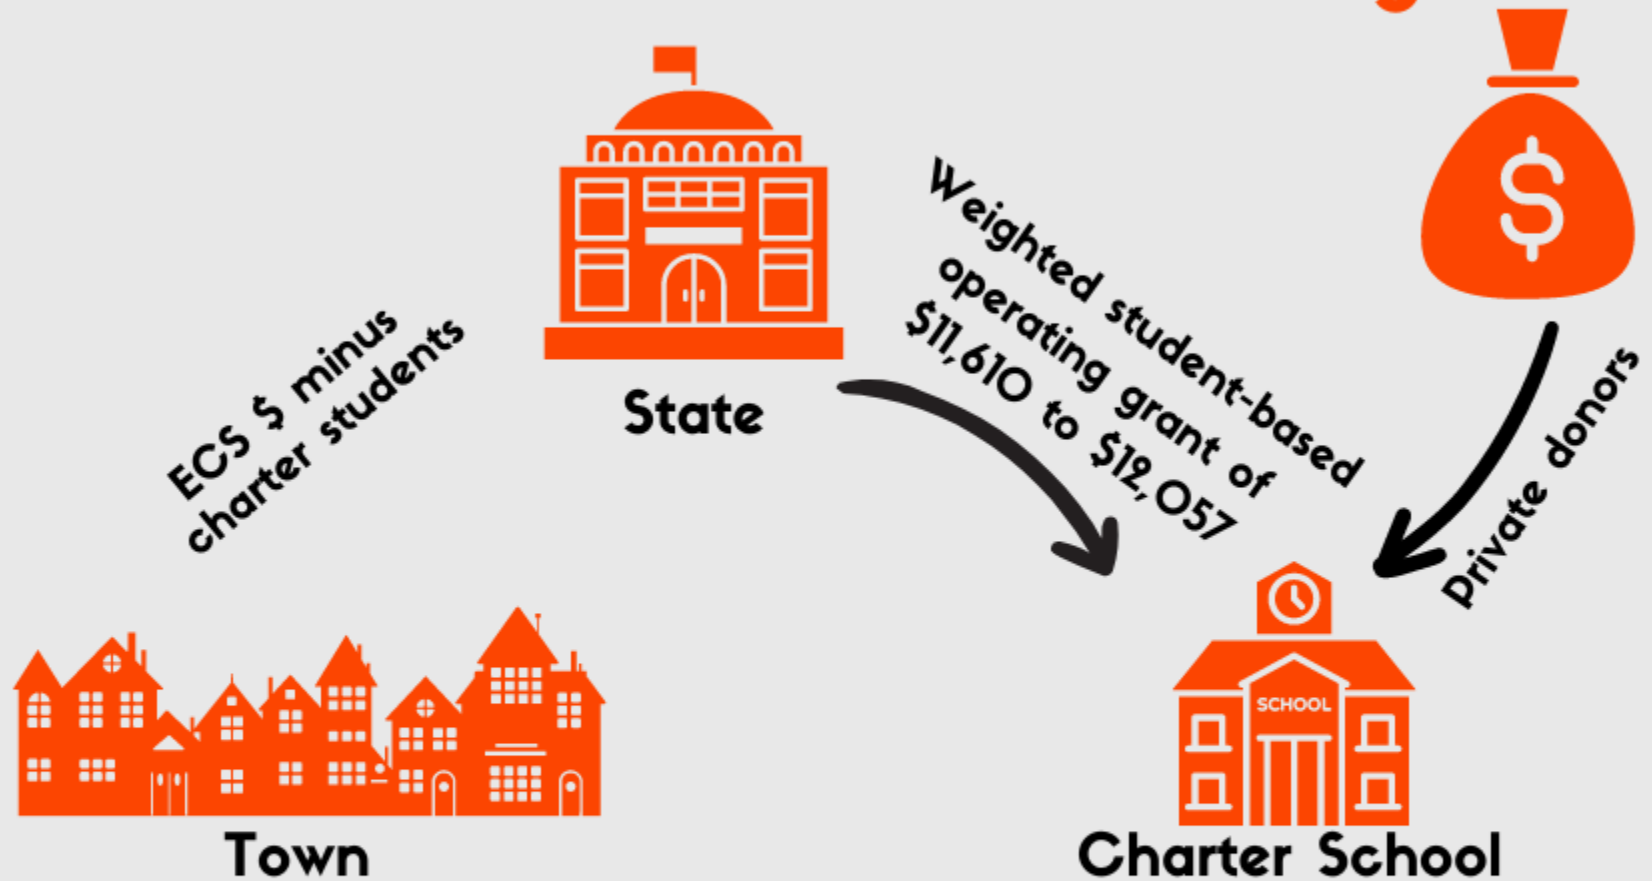 $
State
Weighted student-based
operating grant of
$11,610 to $12,057
ECS $ minus
charter students
Private donors
SCHOOL
Town
Charter School